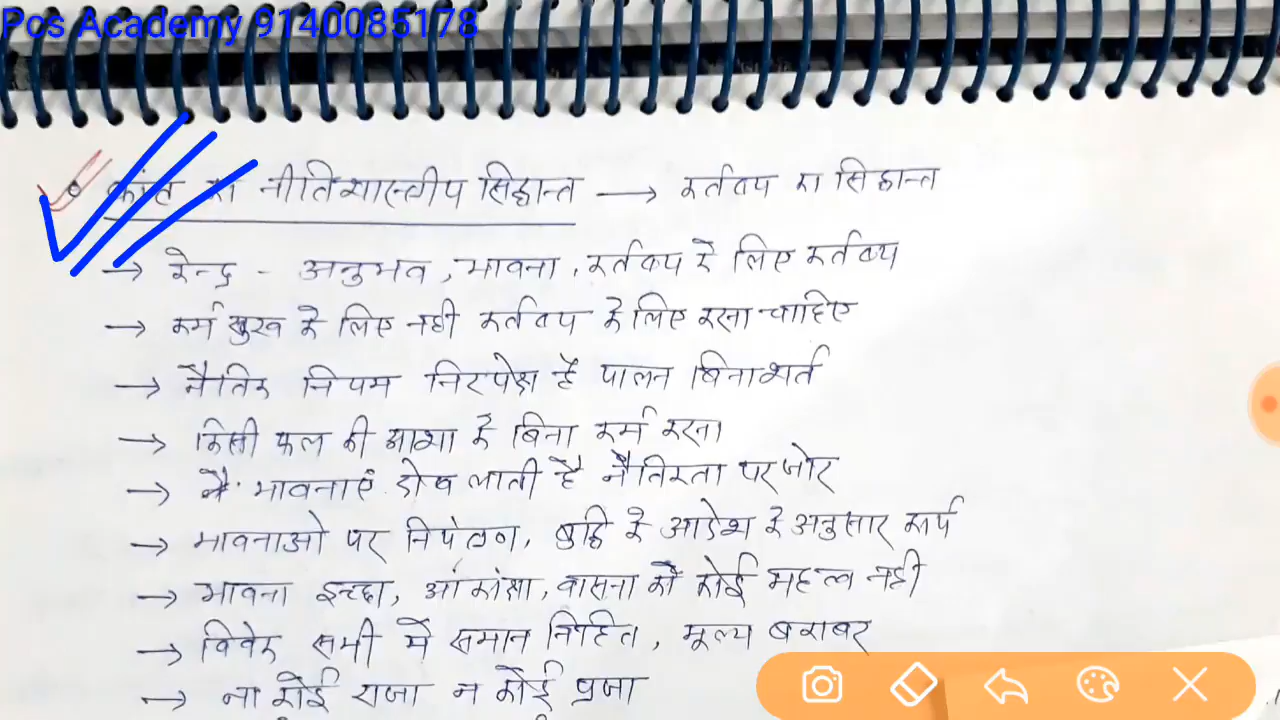 Pcs Academy 9140085178
कांट का नीतिशास्त्रीय सिद्धान्त → कर्तव्य का सिद्धान्त
→ केन्द्र - अनुभव, भावना, कर्तव्य के लिए कर्तव्य
→ कर्म सुख के लिए नही कर्तव्य के लिए करना चाहिए
→ नैतिक नियम निरपेक्ष है पालन बिना शर्त
→ किसी फल की आशा के बिना कर्म करना
→ भावनाएं दोष लाती है नैतिकता पर जोर
→ भावनाओ पर नियंत्रण, बुद्धि के आदेश के अनुसार कार्य
→ भावना इच्छा, आंकांक्षा, वासना को कोई महत्व नही
→ विवेक सभी में समान निहित, मूल्य बराबर
→ ना कोई राजा न कोई प्रजा